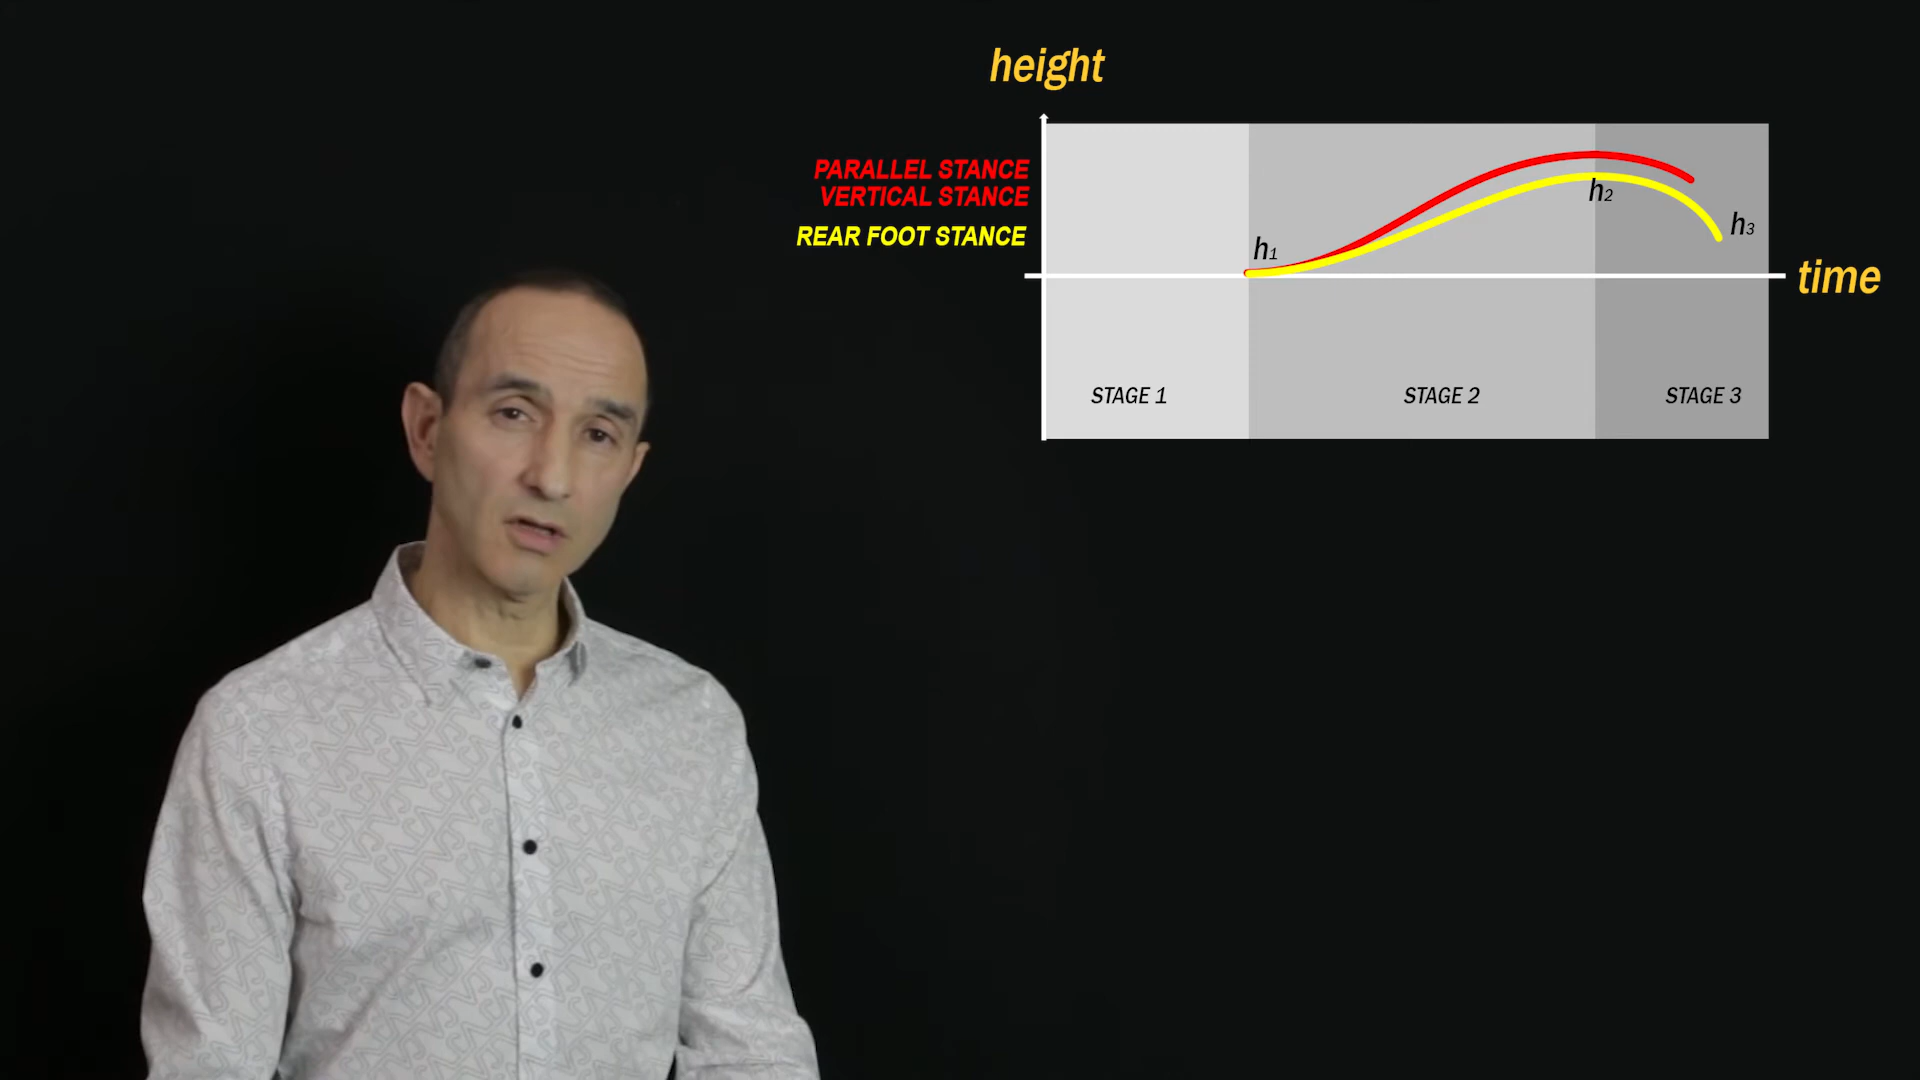 height
PARALLEL STANCE
VERTICAL STANCE
REAR FOOT STANCE
h1
h2
h3
time
STAGE 1
STAGE 2
STAGE 3